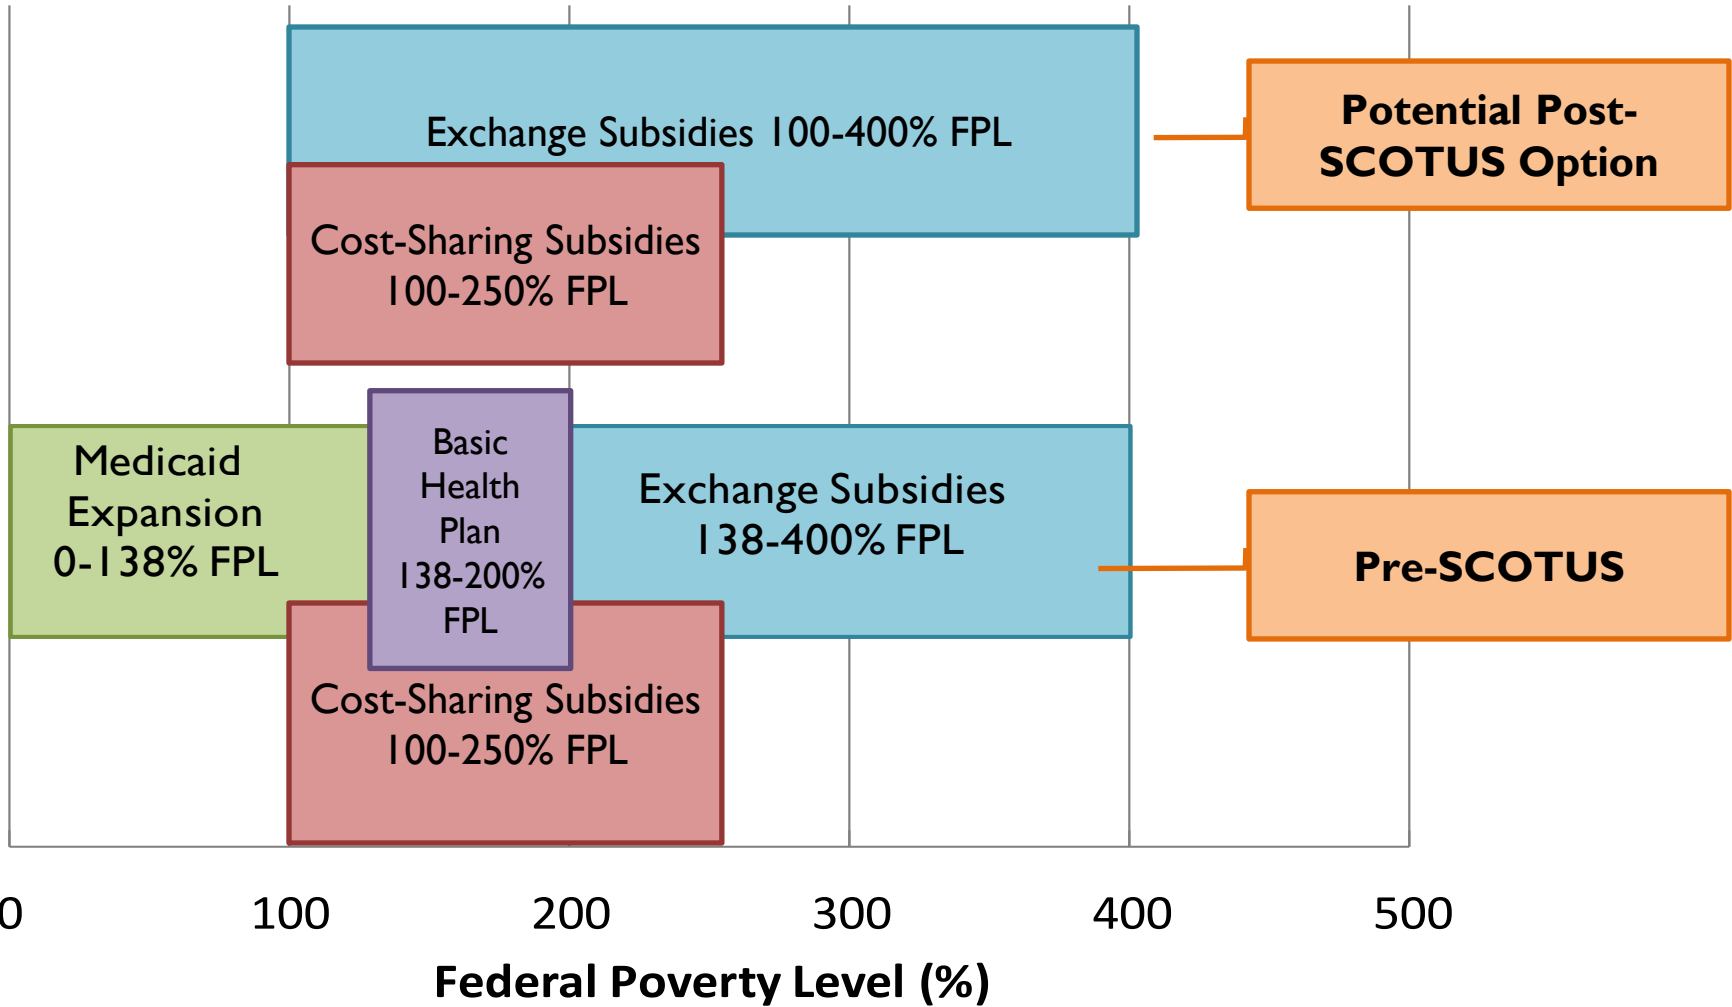 Exchange Subsidies 100-400% FPL
Potential Post-
SCOTUS Option
Cost-Sharing Subsidies
100-250% FPL
Medicaid
Expansion
0-138% FPL
Basic
Health
Plan
138-200%
FPL
Exchange Subsidies
138-400% FPL
Pre-SCOTUS
Cost-Sharing Subsidies
100-250% FPL
0 100 200 300 400 500
Federal Poverty Level (%)